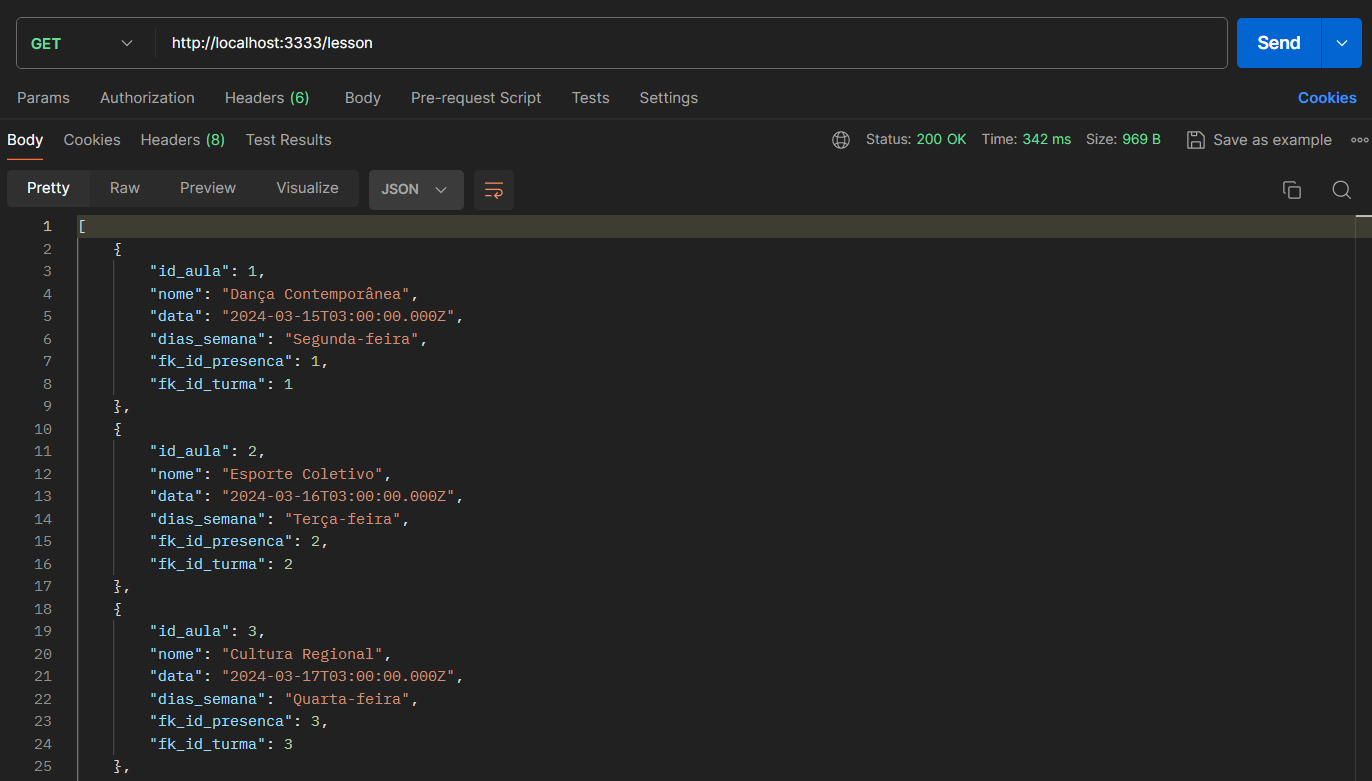 GET http://localhost:3333/lesson Send
Params Authorization Headers (6) Body Pre-request Script Tests Settings Cookies
Body Cookies Headers (8) Test Results Status: 200 OK Time: 342 ms Size: 969 B Save as example
Pretty Raw Preview Visualize JSON
1 [
2 {
3 "id_aula": 1,
4 "nome": "Dança Contemporânea",
5 "data": "2024-03-15T03:00:00.000Z",
6 "dias_semana": "Segunda-feira",
7 "fk_id_presenca": 1,
8 "fk_id_turma": 1
9 },
10 {
11 "id_aula": 2,
12 "nome": "Esporte Coletivo",
13 "data": "2024-03-16T03:00:00.000Z",
14 "dias_semana": "Terça-feira",
15 "fk_id_presenca": 2,
16 "fk_id_turma": 2
17 },
18 {
19 "id_aula": 3,
20 "nome": "Cultura Regional",
21 "data": "2024-03-17T03:00:00.000Z",
22 "dias_semana": "Quarta-feira",
23 "fk_id_presenca": 3,
24 "fk_id_turma": 3
25 },